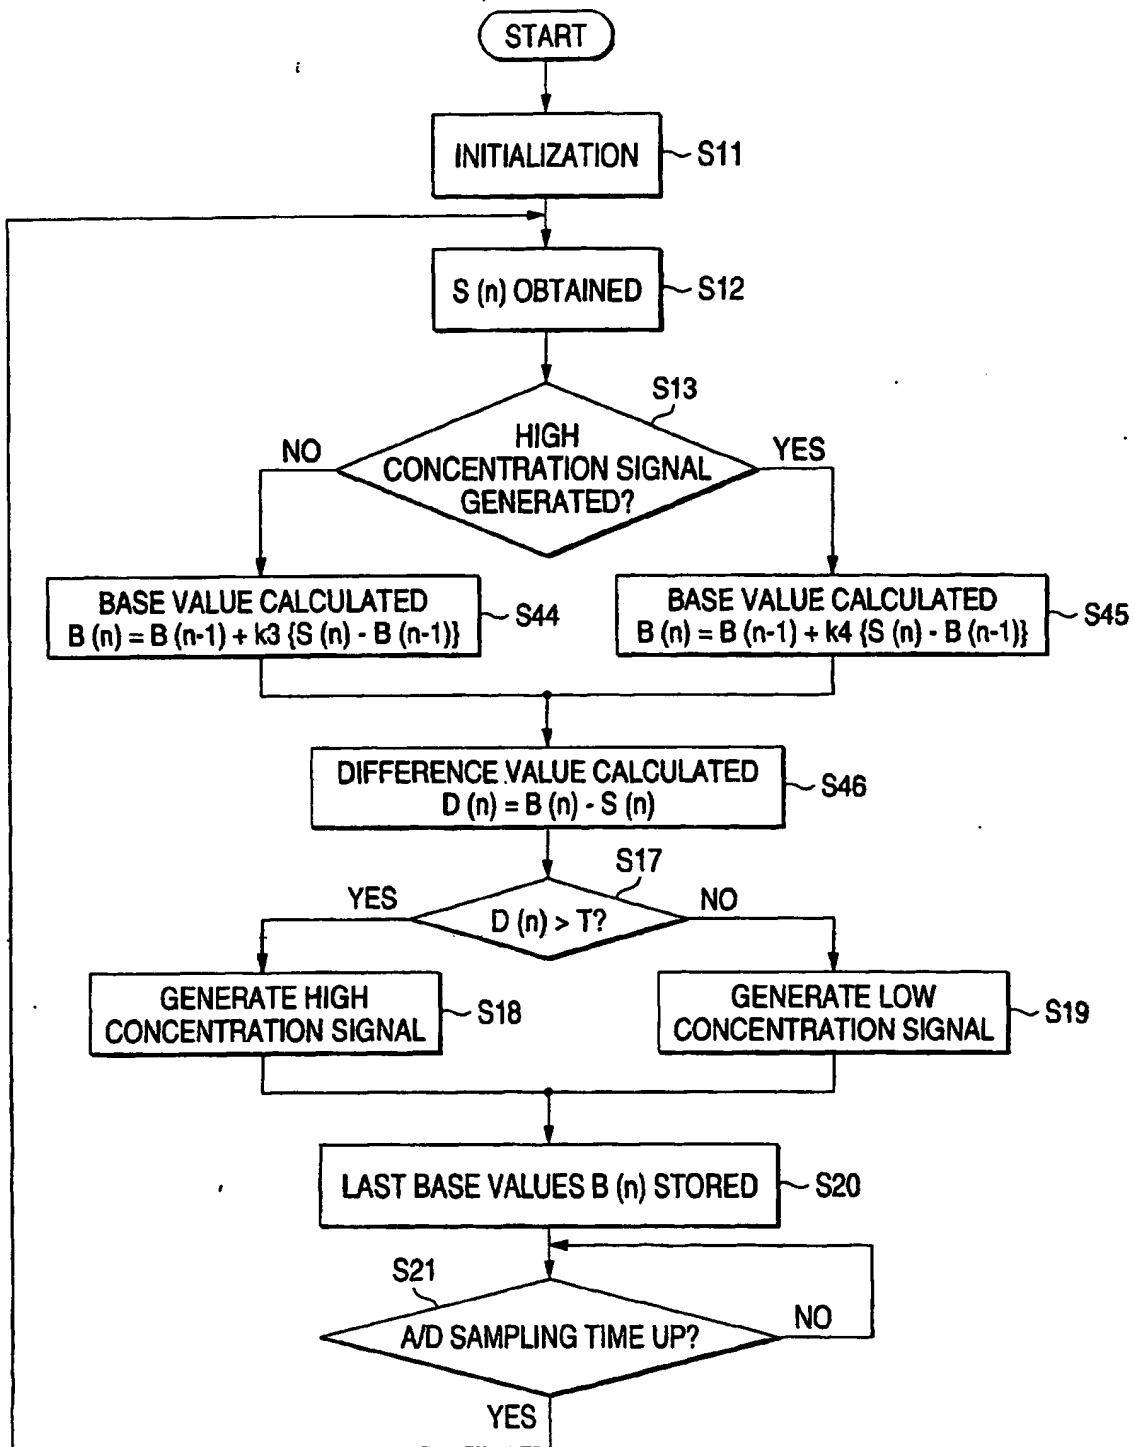 START
INITIALIZATION
S11
S (n) OBTAINED
S12
S13
HIGH
CONCENTRATION SIGNAL
GENERATED?
NO
YES
BASE VALUE CALCULATED
B (n) = B (n-1) + k3 {S (n) - B (n-1)}
S44
BASE VALUE CALCULATED
B (n) = B (n-1) + k4 {S (n) - B (n-1)}
S45
DIFFERENCE VALUE CALCULATED
D (n) = B (n) - S (n)
S46
S17
YES
D (n) > T?
NO
GENERATE HIGH
CONCENTRATION SIGNAL
S18
GENERATE LOW
CONCENTRATION SIGNAL
S19
LAST BASE VALUES B (n) STORED
S20
S21
A/D SAMPLING TIME UP?
NO
YES